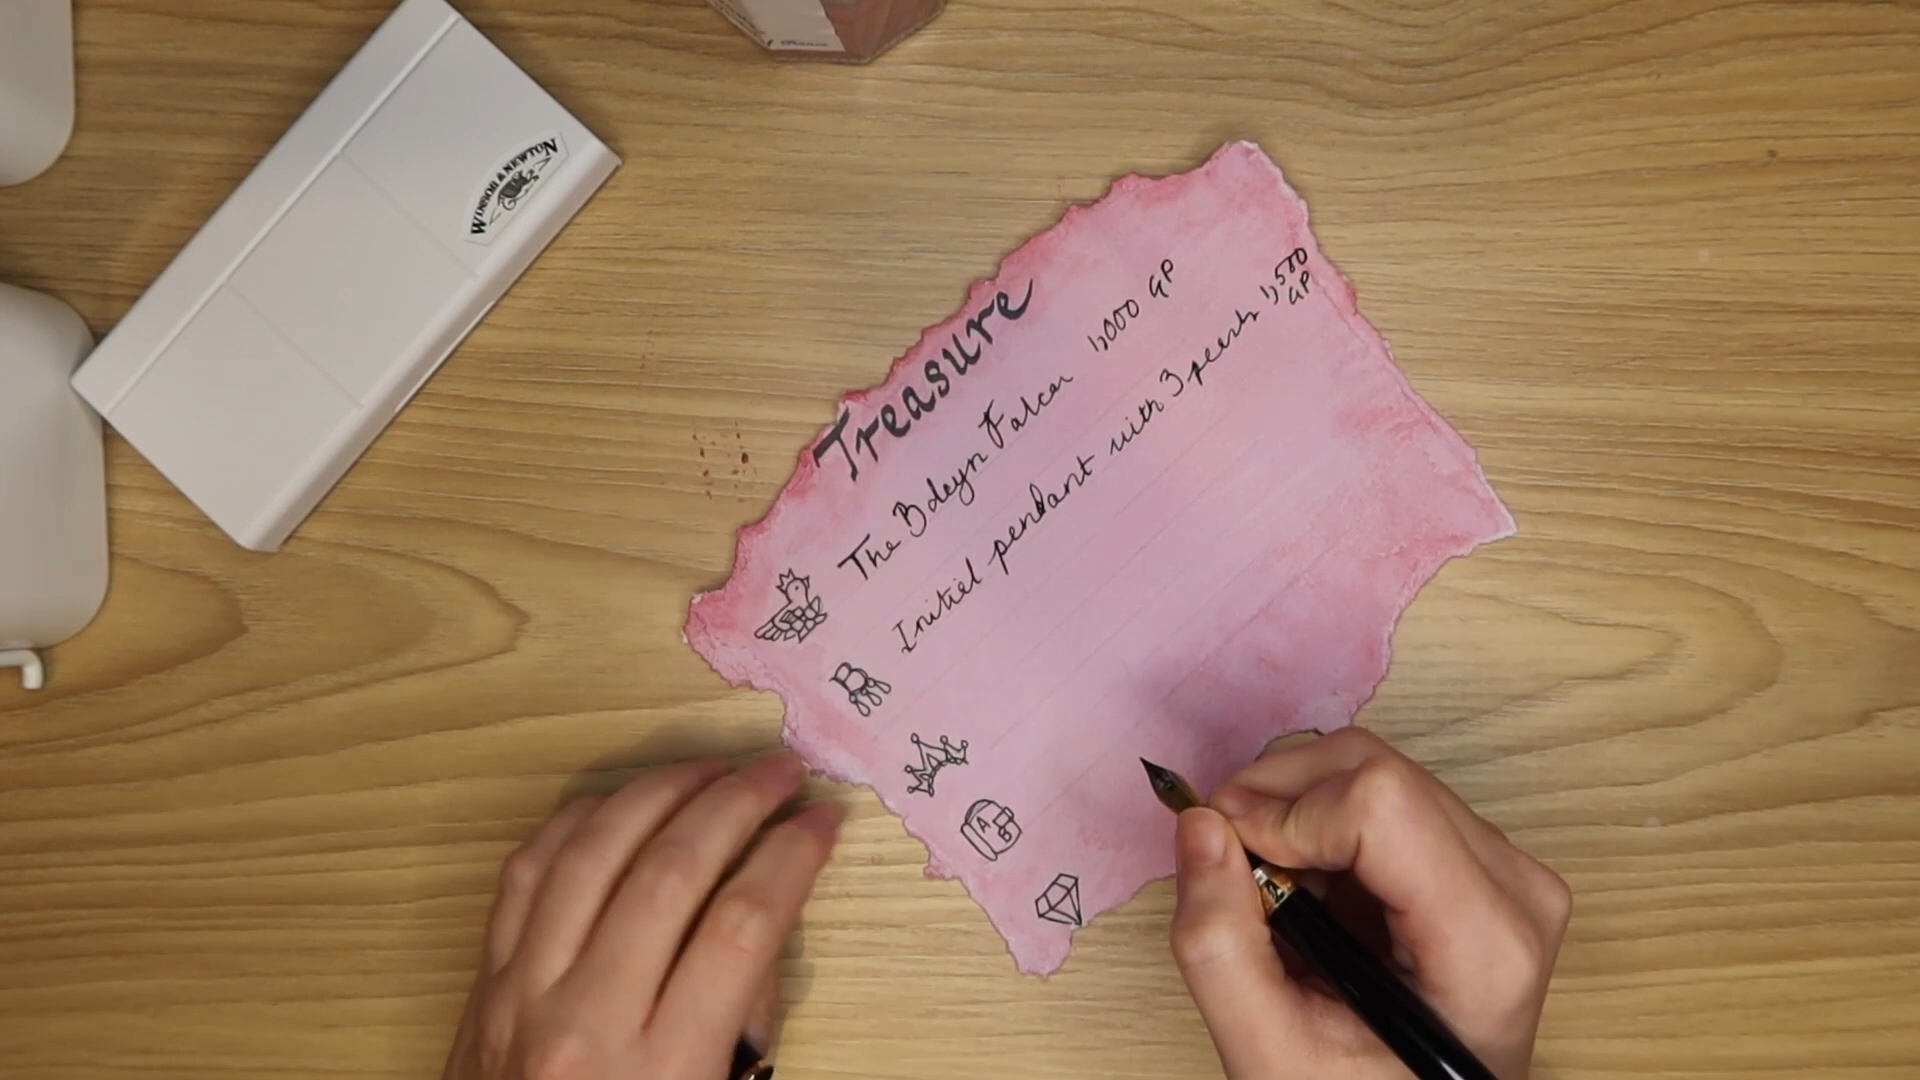 WINSOR & NEWTON
Treasure
The Boleyn Falcon 1,000 GP
Initial pendant with 3 pearls 1,500
GP
B
A
B